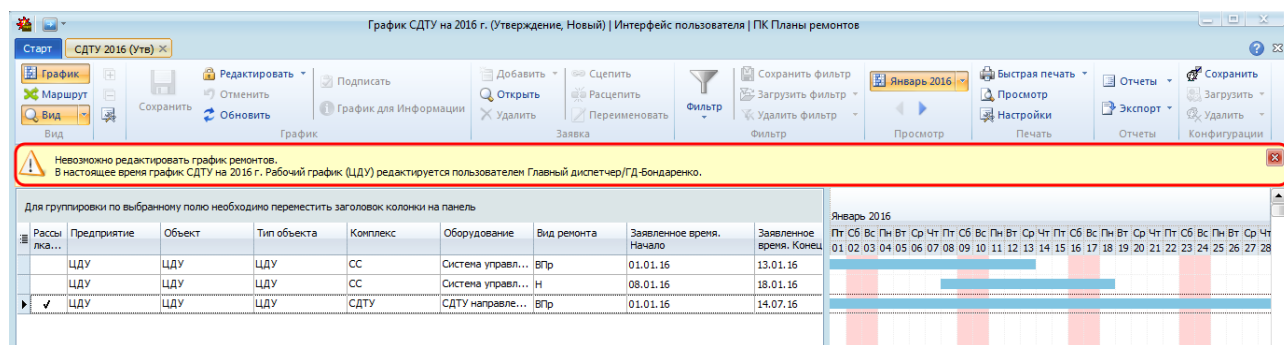 График СДТУ на 2016 г. (Утверждение, Новый) | Интерфейс пользователя | ПК Планы ремонтов
Старт СДТУ 2016 (Утв)
График Редактировать Подписать Добавить Сцепить Сохранить фильтр Январь 2016 Быстрая печать Отчеты Сохранить
Маршрут Сохранить Отменить График для Информации Открыть Расцепить Фильтр Загрузить фильтр Просмотр Экспорт Загрузить
Вид Обновить Удалить Переименовать Удалить фильтр Настройки Удалить
Вид График Заявка Фильтр Просмотр Печать Отчеты Конфигурации
Невозможно редактировать график ремонтов.
В настоящее время график СДТУ на 2016 г. Рабочий график (ЦДУ) редактируется пользователем Главный диспетчер/ГД-Бондаренко.
Для группировки по выбранному полю необходимо переместить заголовок колонки на панель
Январь 2016
Рассы Предприятие Объект Тип объекта Комплекс Оборудование Вид ремонта Заявленное время. Заявленное Пт Сб Вс Пн Вт Ср Чт Пт Сб Вс Пн Вт Ср Чт Пт Сб Вс Пн Вт Ср Чт Пт Сб Вс Пн Вт Ср Чт
лка... Начало время. Конец 01 02 03 04 05 06 07 08 09 10 11 12 13 14 15 16 17 18 19 20 21 22 23 24 25 26 27 28
ЦДУ ЦДУ ЦДУ СС Система управл... ВПр 01.01.16 13.01.16
ЦДУ ЦДУ ЦДУ СС Система управл... Н 08.01.16 18.01.16
✓ ЦДУ ЦДУ ЦДУ СДТУ СДТУ направле... ВПр 01.01.16 14.07.16